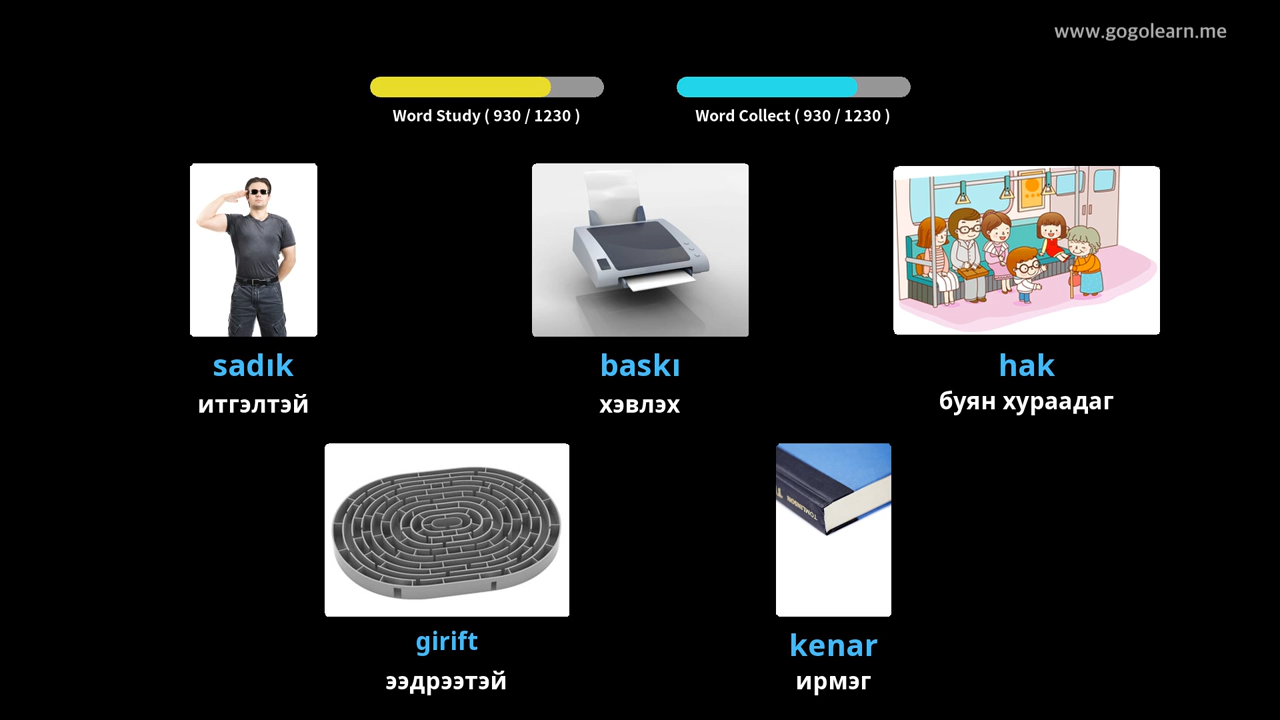 www.gogolearn.me
Word Study ( 930 / 1230 )
Word Collect ( 930 / 1230 )
sadık
итгэлтэй
baskı
хэвлэх
hak
буян хураадаг
TOMLINSON
girift
ээдрээтэй
kenar
ирмэг